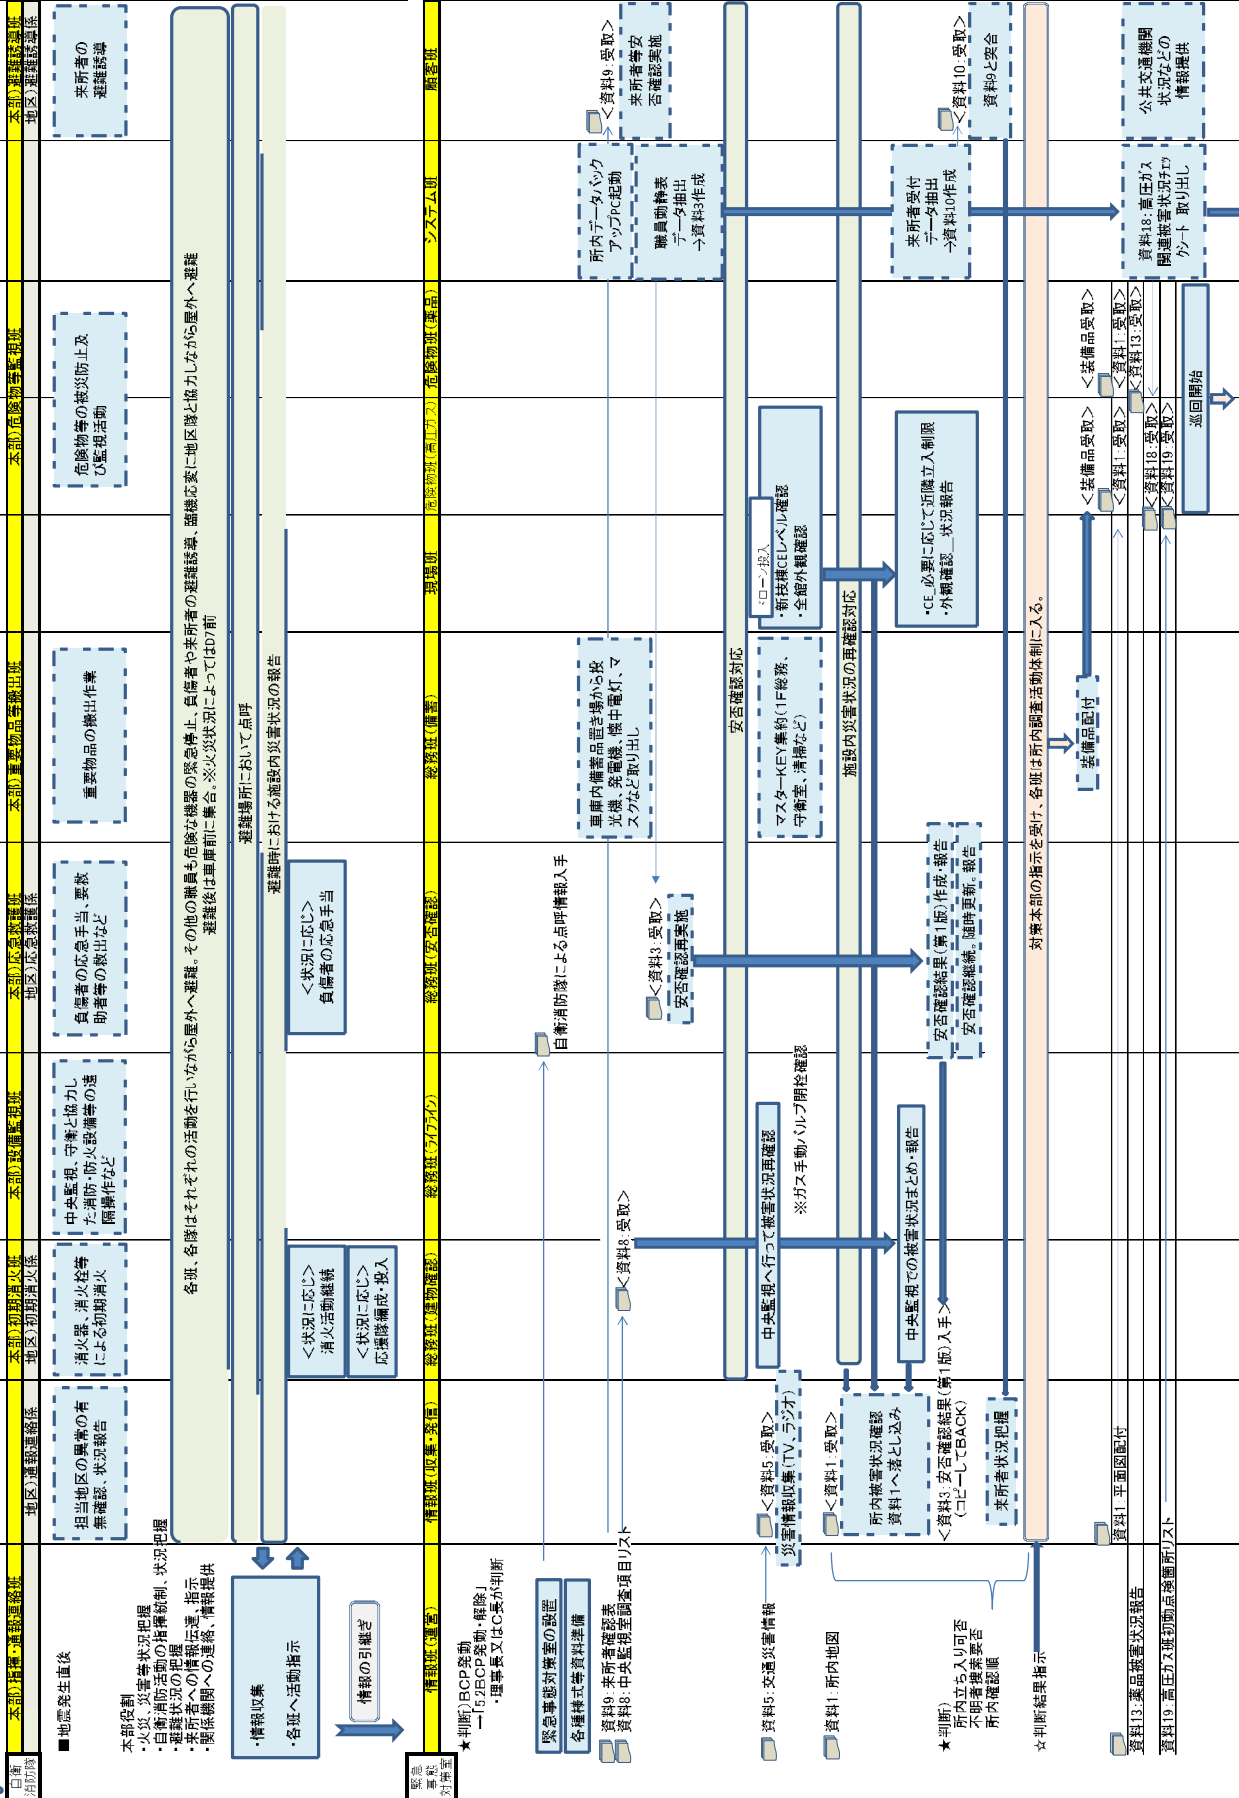 自衛
消防隊
本部)指揮・通報連絡班
地区)通報連絡係
本部)初期消火班
地区)初期消火係
本部)設備監視班
本部)応急救護班
地区)応急救護係
本部)重要物品等搬出班
本部)危険物等監視班
本部)避難誘導班
地区)避難誘導係
■地震発生直後
担当地区の異常の有
無確認、状況報告
消火器、消火栓等
による初期消火
中央監視、守衛と協力し
た消防・防火設備等の遠
隔操作など
負傷者の応急手当、要救
助者等の救出など
重要物品の搬出作業
危険物等の被災防止及
び監視活動
来所者の
避難誘導
本部役割
・火災、災害等状況把握
・自衛消防活動の指揮統制、状況把握
・避難状況の把握
・来所者への情報伝達、指示
・関係機関への連絡、情報提供
各班、各隊はそれぞれの活動を行いながら屋外へ避難。その他の職員も危険な機器の緊急停止、負傷者や来所者の避難誘導、臨機応変に地区隊と協力しながら屋外へ避難
避難後は車庫前に集合。※火災状況によってはD7前
避難場所において点呼
避難時における施設内災害状況の報告
・情報収集
・各班へ活動指示
<状況に応じ>
消火活動継続
<状況に応じ>
応援隊編成・投入
<状況に応じ>
負傷者の応急手当
情報の引継ぎ
緊急
事態
対策室
情報班(運営)
情報班(収集・発信)
総務班(建物確認)
総務班(ライフライン)
総務班(安否確認)
総務班(備蓄)
現場班
危険物班(高圧ガス)
危険物班(薬品)
システム班
顧客班
★判断)BCP発動
→「5.2BCP発動・解除」
・理事長又はC長が判断
緊急事態対策室の設置
各種様式等資料準備
自衛消防隊による点呼情報入手
資料9:来所者確認表
資料8:中央監視室調査項目リスト
<資料8:受取>
車庫内備蓄品置き場から投
光機、発電機、懐中電灯、マ
スクなど取り出し
所内データバック
アップPC起動
<資料9:受取>
来所者等安
否確認実施
職員動静表
データ抽出
→資料3作成
<資料3:受取>
安否確認再実施
安否確認対応
資料5:交通災害情報
<資料5:受取>
災害情報収集(TV、ラジオ)
中央監視へ行って被害状況再確認
※ガス手動バルブ閉栓確認
マスターKEY集約(1F総務、
守衛室、清掃など)
ドローン投入
・新技棟CEレベル確認
・全館外観確認
資料1:所内地図
<資料1:受取>
施設内災害状況の再確認対応
所内被害状況確認
資料1へ落とし込み
中央監視での被害状況まとめ・報告
・CE_必要に応じて近隣立入制限
・外観確認__状況報告
来所者受付
データ抽出
→資料10作成
<資料10:受取>
資料9と突合
安否確認結果(第1版)作成・報告
安否確認継続。随時更新。報告
★判断)
所内立ち入り可否
不明者捜索要否
所内確認順
<資料3:安否確認結果(第1版)入手>
(コピーしてBACK)
来所者状況把握
☆判断結果指示
対策本部の指示を受け、各班は所内調査活動体制に入る。
装備品配付
<装備品受取>
<装備品受取>
資料1:平面図配付
<資料1:受取>
<資料1:受取>
資料13:薬品被害状況報告
<資料13:受取>
資料18:高圧ガス
関連被害状況チェッ
クシート 取り出し
公共交通機関
状況などの
情報提供
<資料18:受取>
資料19:高圧ガス班初動点検箇所リスト
<資料19:受取>
巡回開始